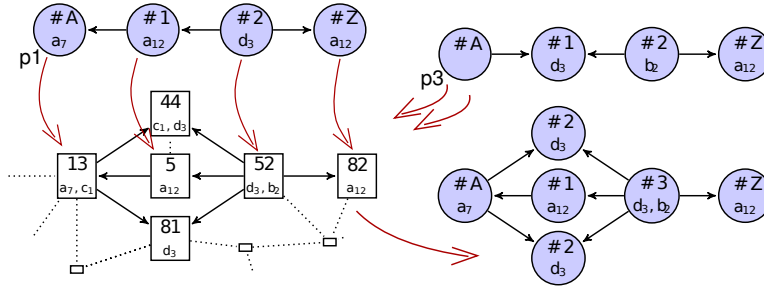 #A #1 #2 #Z
a₇ a₁₂ d₃ a₁₂
p1
#A #1 #2 #Z
d₃ b₂ a₁₂
p3
44
c₁, d₃
13 5 52 82
a₇, c₁ a₁₂ d₃, b₂ a₁₂
81
d₃
#2
d₃
#A #1 #3 #Z
a₇ a₁₂ d₃, b₂ a₁₂
#2
d₃